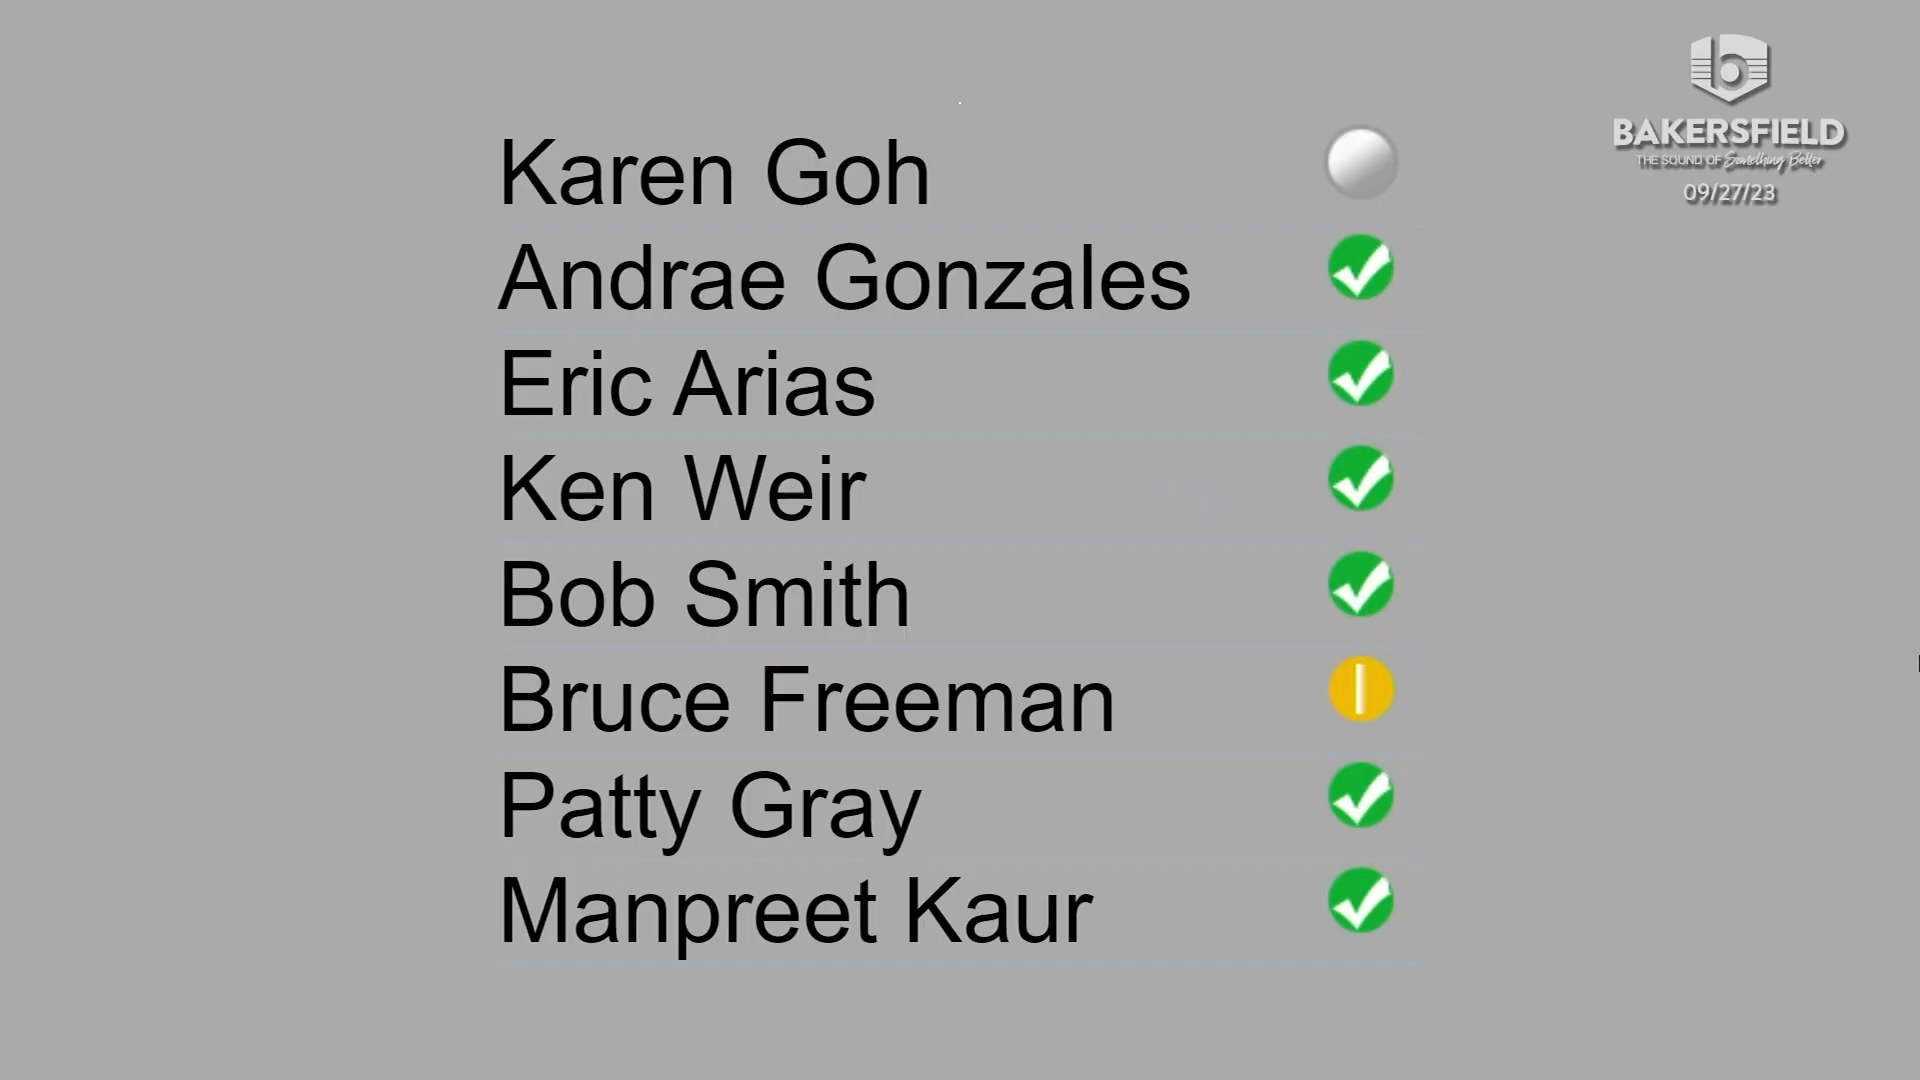 BAKERSFIELD
THE SOUND OF Something Better
09/27/23
Karen Goh
Andrae Gonzales
Eric Arias
Ken Weir
Bob Smith
Bruce Freeman
Patty Gray
Manpreet Kaur